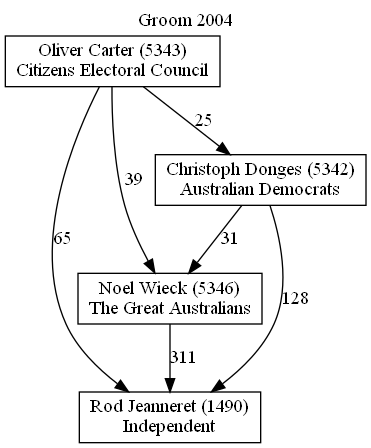 Groom 2004
Oliver Carter (5343)
Citizens Electoral Council
25
Christoph Donges (5342)
Australian Democrats
39
65
31
Noel Wieck (5346)
The Great Australians
128
311
Rod Jeanneret (1490)
Independent